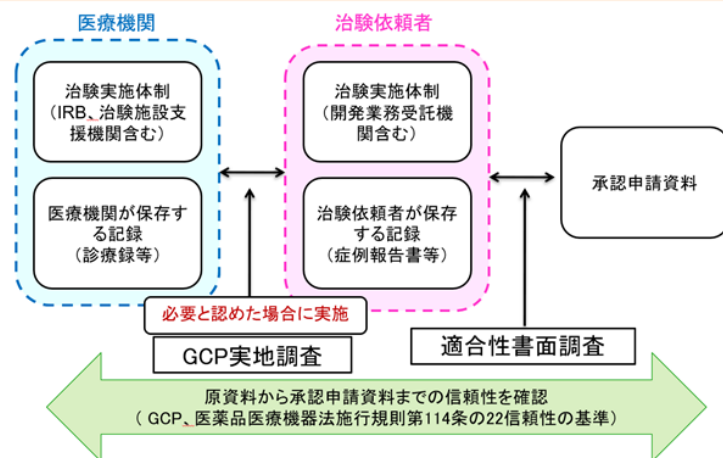 医療機関
治験依頼者
治験実施体制
（IRB、治験施設支
援機関含む）
治験実施体制
（開発業務受託機
関含む）
承認申請資料
医療機関が保存す
る記録
（診療録等）
治験依頼者が保存
する記録
（症例報告書等）
必要と認めた場合に実施
GCP実地調査
適合性書面調査
原資料から承認申請資料までの信頼性を確認
（ GCP、医薬品医療機器法施行規則第114条の22信頼性の基準）